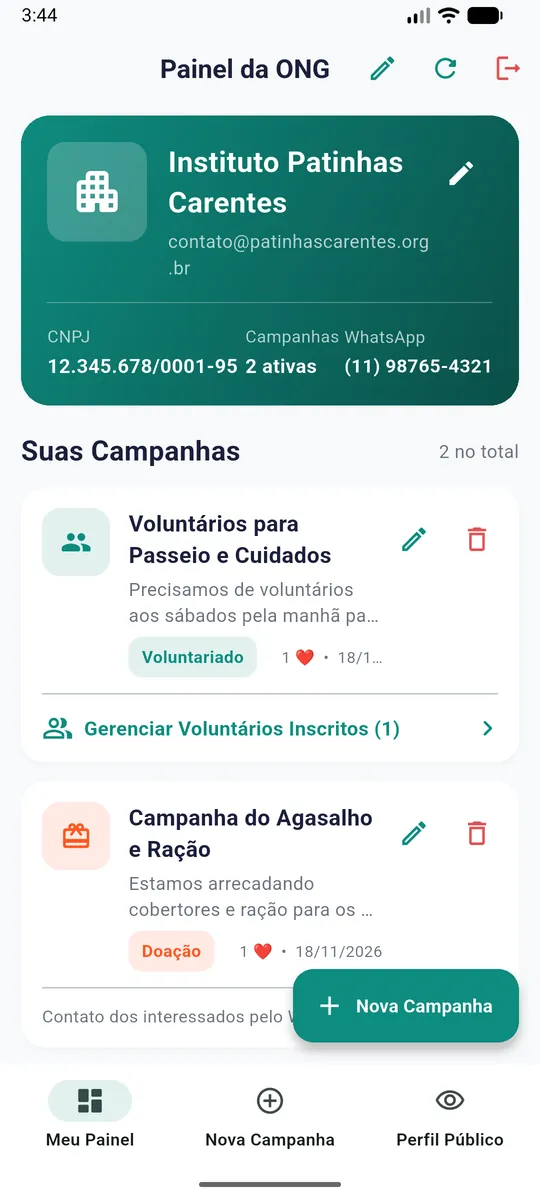 3:44
Painel da ONG
Instituto Patinhas
Carentes
contato@patinhascarentes.org
.br
CNPJ
Campanhas
WhatsApp
12.345.678/0001-95
2 ativas
(11) 98765-4321
Suas Campanhas
2 no total
Voluntários para
Passeio e Cuidados
Precisamos de voluntários
aos sábados pela manhã pa…
Voluntariado
1 ❤️ • 18/1…
Gerenciar Voluntários Inscritos (1)
Campanha do Agasalho
e Ração
Estamos arrecadando
cobertores e ração para os …
Doação
1 ❤️ • 18/11/2026
Contato dos interessados pelo
Nova Campanha
Meu Painel
Nova Campanha
Perfil Público